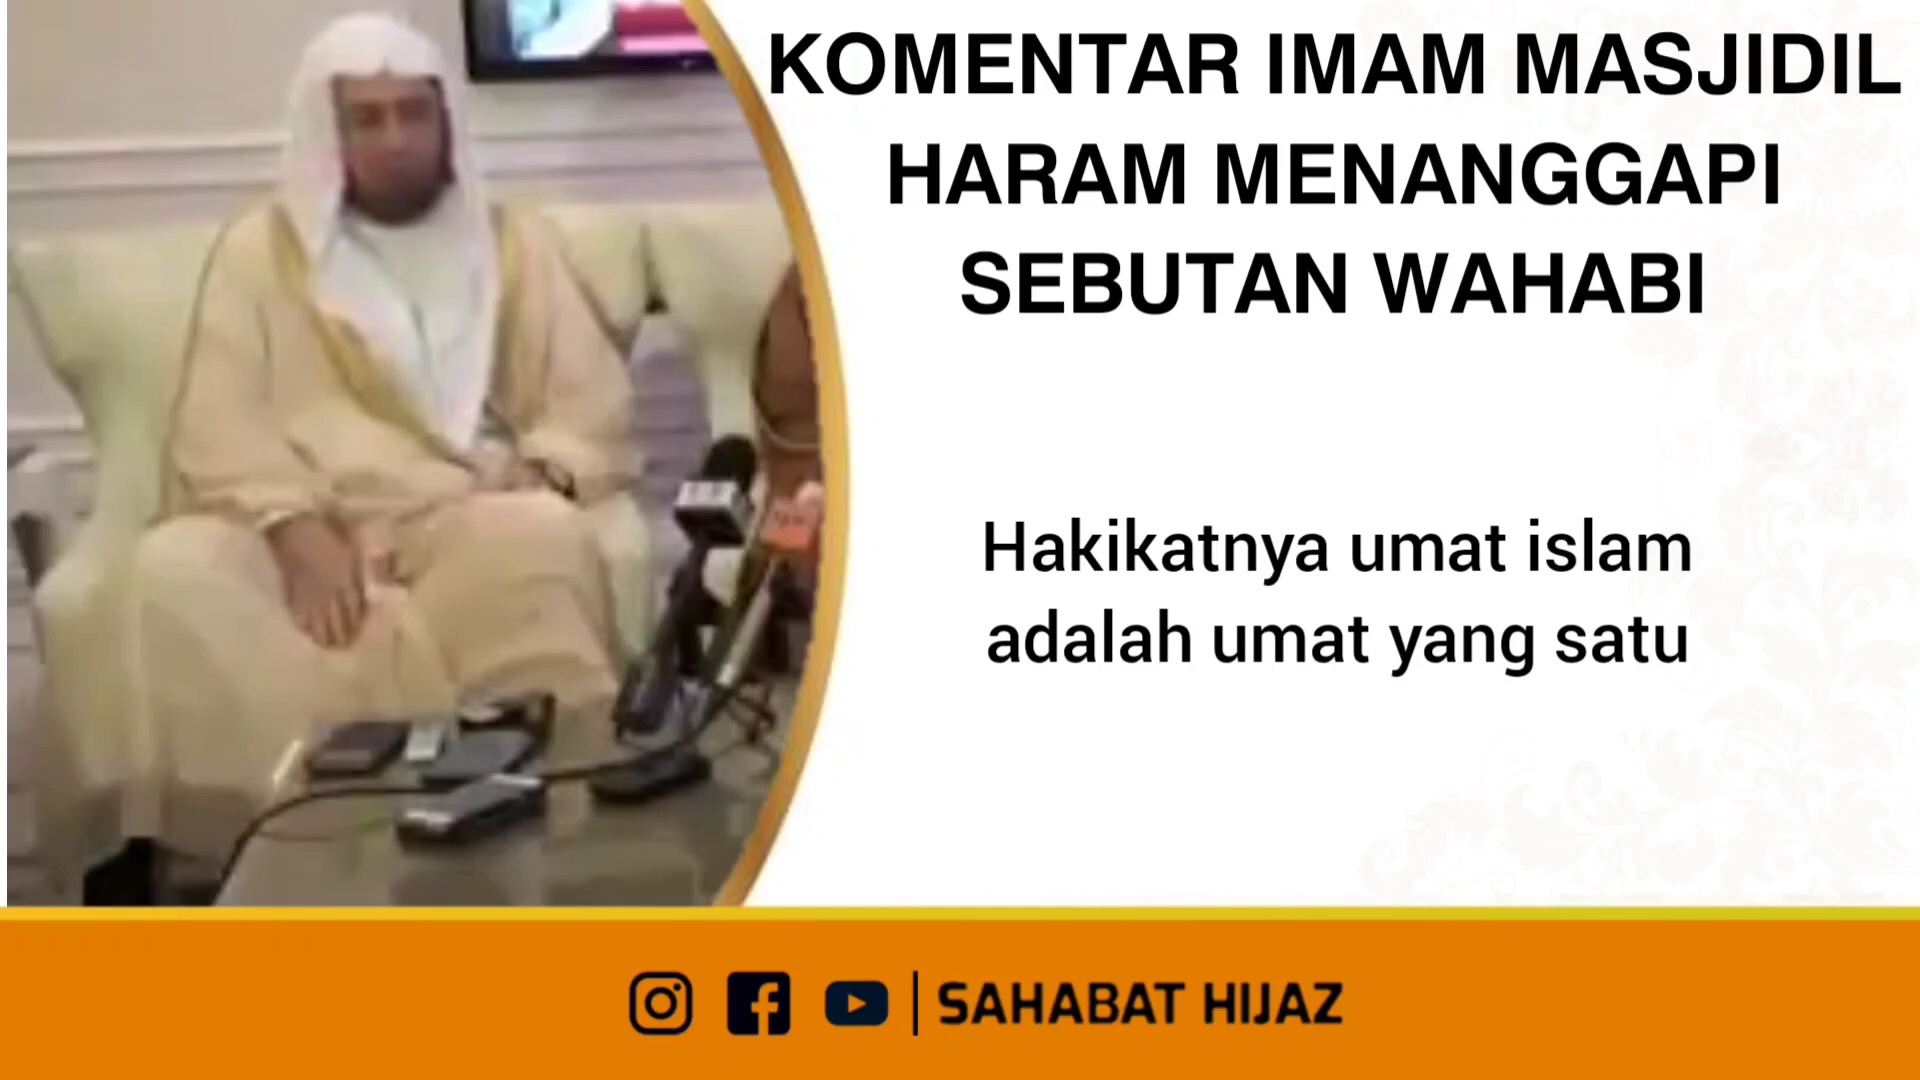 KOMENTAR IMAM MASJIDIL
HARAM MENANGGAPI
SEBUTAN WAHABI
Hakikatnya umat islam
adalah umat yang satu
SAHABAT HIJAZ